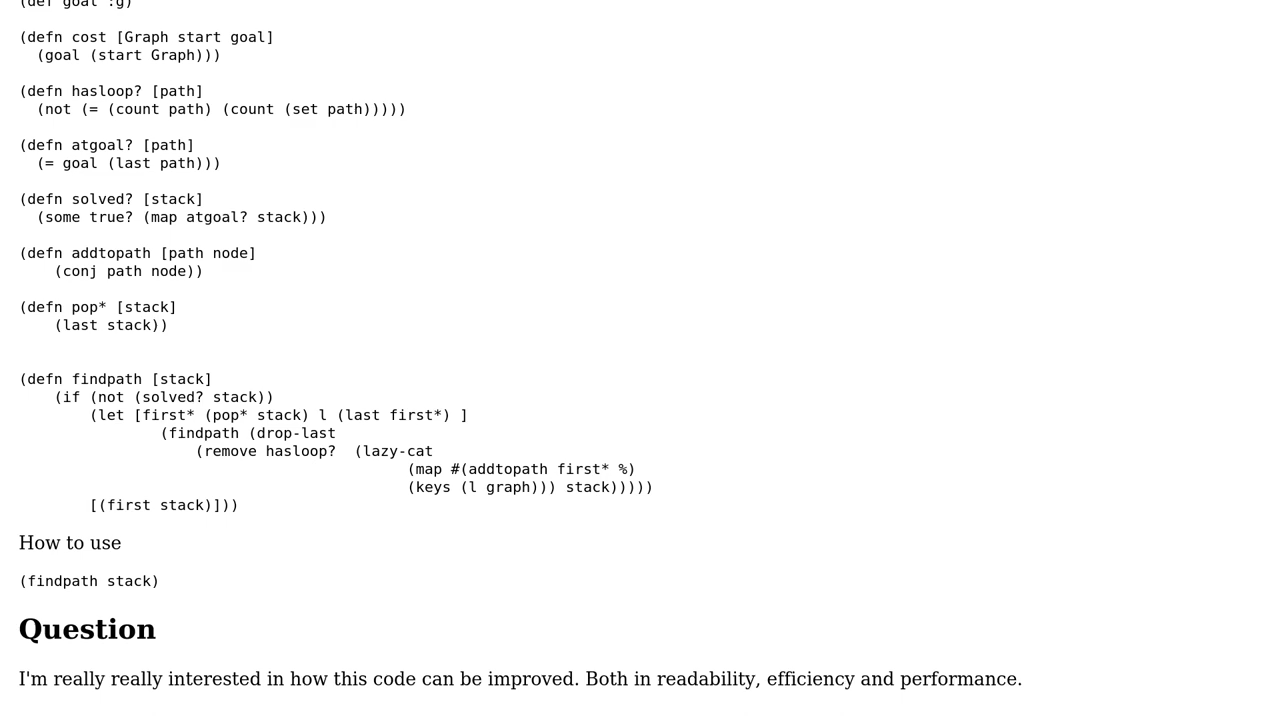 (def goal :g)
(defn cost [Graph start goal]
  (goal (start Graph)))
(defn hasloop? [path]
  (not (= (count path) (count (set path)))))
(defn atgoal? [path]
  (= goal (last path)))
(defn solved? [stack]
  (some true? (map atgoal? stack)))
(defn addtopath [path node]
    (conj path node))
(defn pop* [stack]
    (last stack))
(defn findpath [stack]
    (if (not (solved? stack))
        (let [first* (pop* stack) l (last first*) ]
                (findpath (drop-last
                    (remove hasloop?  (lazy-cat
                                            (map #(addtopath first* %)
                                            (keys (l graph))) stack)))))
        [(first stack)]))
How to use
(findpath stack)
Question
I'm really really interested in how this code can be improved. Both in readability, efficiency and performance.